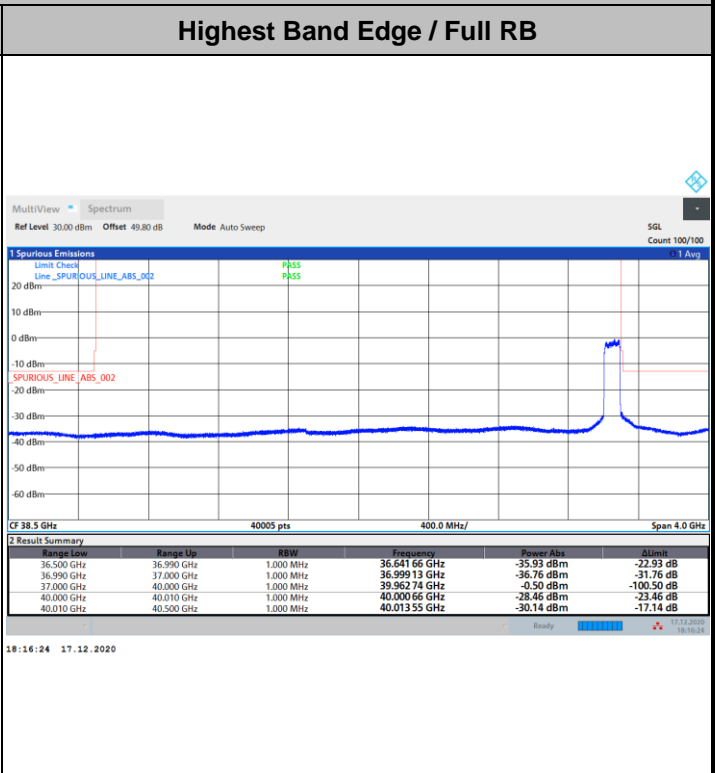 Highest Band Edge / Full RB
MultiView Spectrum
Ref Level 30.00 dBm Offset 49.80 dB Mode Auto Sweep SGL
Count 100/100
1 Spurious Emissions 1 Avg
Limit Check PASS
Line _SPURIOUS_LINE_ABS_002 PASS
20 dBm
10 dBm
0 dBm
-10 dBm
_SPURIOUS_LINE_ABS_002
-20 dBm
-30 dBm
-40 dBm
-50 dBm
-60 dBm
CF 38.5 GHz 40005 pts 400.0 MHz/ Span 4.0 GHz
2 Result Summary
Range Low Range Up RBW Frequency Power Abs ΔLimit
36.500 GHz 36.990 GHz 1.000 MHz 36.641 66 GHz -35.93 dBm -22.93 dB
36.990 GHz 37.000 GHz 1.000 MHz 36.999 13 GHz -36.76 dBm -31.76 dB
37.000 GHz 40.000 GHz 1.000 MHz 39.962 74 GHz -0.50 dBm -100.50 dB
40.000 GHz 40.010 GHz 1.000 MHz 40.000 66 GHz -28.46 dBm -23.46 dB
40.010 GHz 40.500 GHz 1.000 MHz 40.013 55 GHz -30.14 dBm -17.14 dB
Ready 17.12.2020
18:16:24
18:16:24 17.12.2020